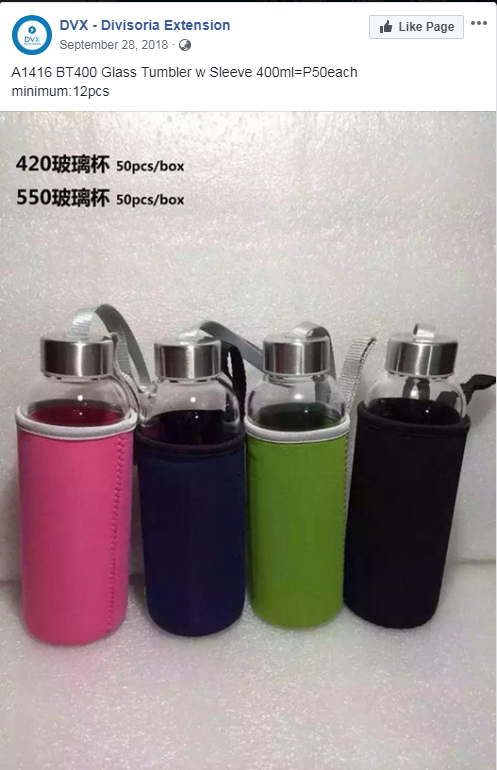 DVX
DVX - Divisoria Extension
Like Page
September 28, 2018
A1416 BT400 Glass Tumbler w Sleeve 400ml=P50each
minimum:12pcs
420玻璃杯 50pcs/box
550玻璃杯 50pcs/box